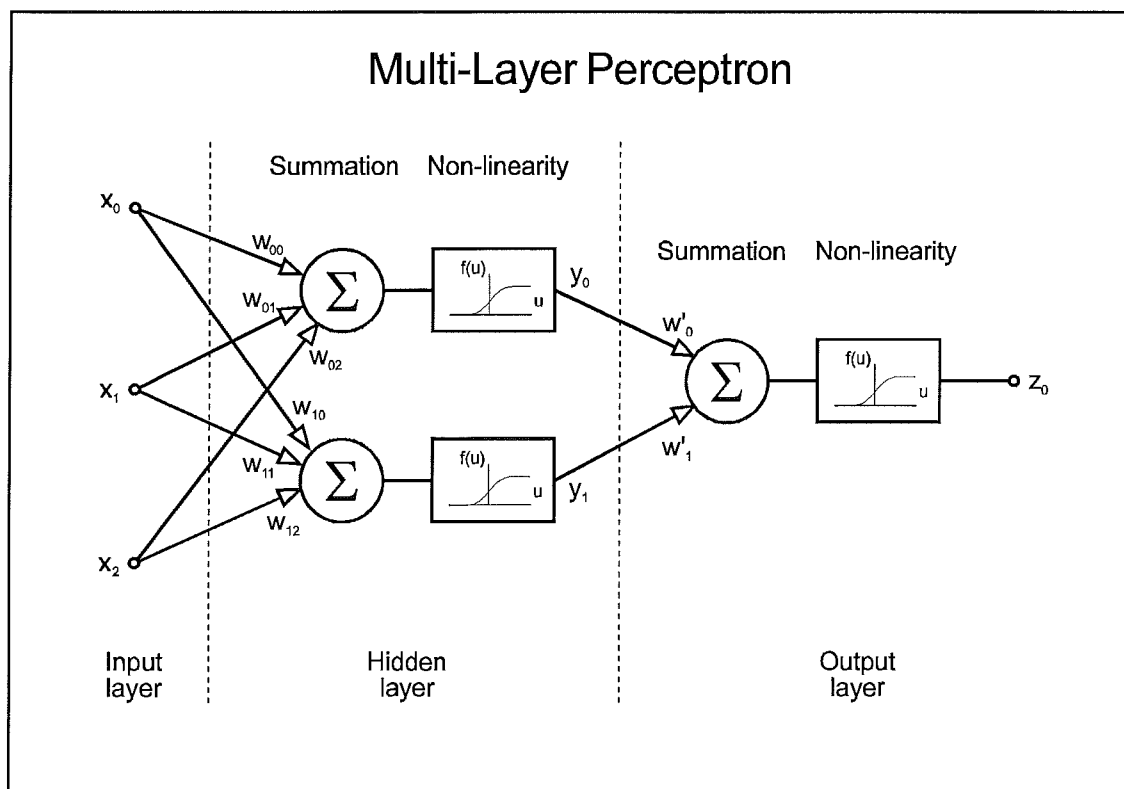 Multi-Layer Perceptron
Summation Non-linearity
x₀
w₀₀
f(u)
u
y₀
Summation Non-linearity
w₀₁
w'₀
w₀₂
f(u)
u
z₀
x₁
w₁₀
w'₁
w₁₁
f(u)
u
y₁
w₁₂
x₂
Σ
Σ
Σ
Input
layer
Hidden
layer
Output
layer